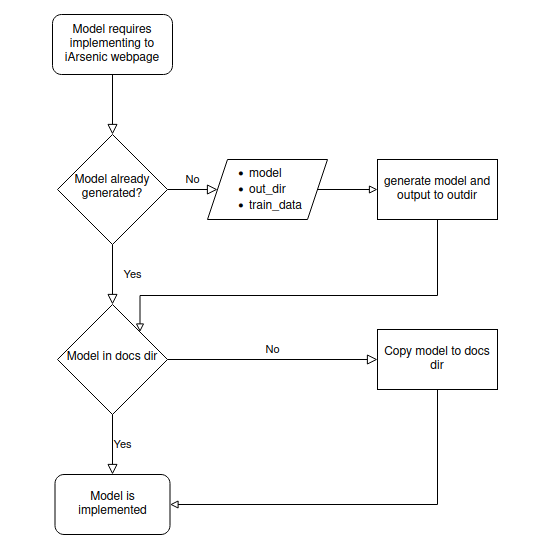 Model requires
implementing to
iArsenic webpage
Model already
generated?
No
• model
• out_dir
• train_data
generate model and
output to outdir
Yes
Model in docs dir
No
Copy model to docs
dir
Yes
Model is
implemented